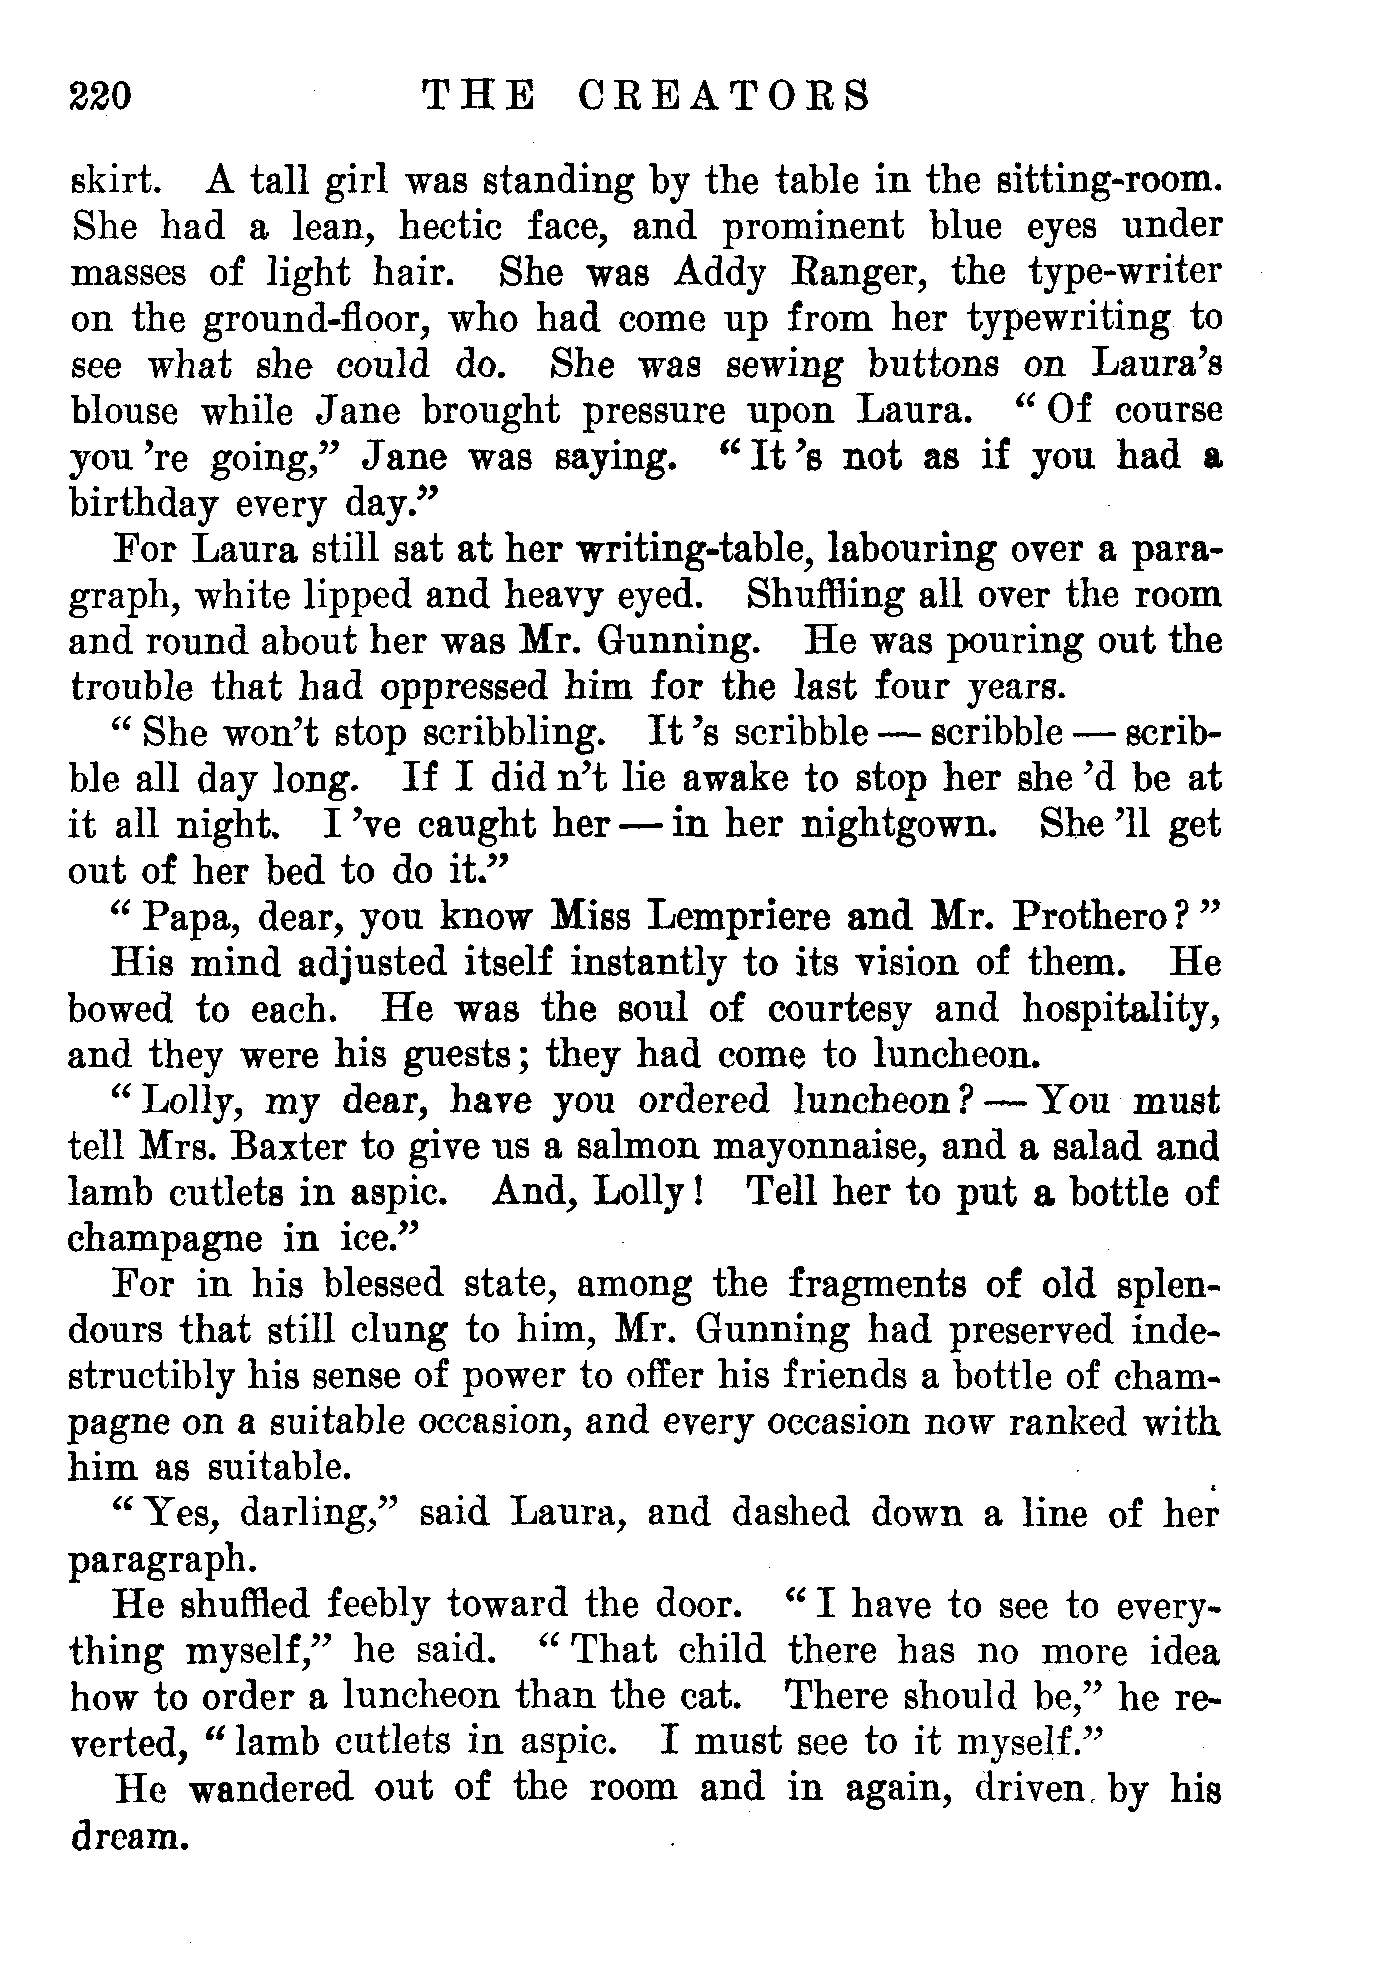 220 THE CREATORS
skirt. A tall girl was standing by the table in the sitting-room.
She had a lean, hectic face, and prominent blue eyes under
masses of light hair. She was Addy Ranger, the type-writer
on the ground-floor, who had come up from her typewriting to
see what she could do. She was sewing buttons on Laura's
blouse while Jane brought pressure upon Laura. " Of course
you 're going," Jane was saying. " It 's not as if you had a
birthday every day."
For Laura still sat at her writing-table, labouring over a para-
graph, white lipped and heavy eyed. Shuffling all over the room
and round about her was Mr. Gunning. He was pouring out the
trouble that had oppressed him for the last four years.
" She won't stop scribbling. It 's scribble — scribble — scrib-
ble all day long. If I did n't lie awake to stop her she 'd be at
it all night. I 've caught her — in her nightgown. She 'll get
out of her bed to do it."
" Papa, dear, you know Miss Lempriere and Mr. Prothero? "
His mind adjusted itself instantly to its vision of them. He
bowed to each. He was the soul of courtesy and hospitality,
and they were his guests; they had come to luncheon.
" Lolly, my dear, have you ordered luncheon? — You must
tell Mrs. Baxter to give us a salmon mayonnaise, and a salad and
lamb cutlets in aspic. And, Lolly! Tell her to put a bottle of
champagne in ice."
For in his blessed state, among the fragments of old splen-
dours that still clung to him, Mr. Gunning had preserved inde-
structibly his sense of power to offer his friends a bottle of cham-
pagne on a suitable occasion, and every occasion now ranked with
him as suitable.
" Yes, darling," said Laura, and dashed down a line of her
paragraph.
He shuffled feebly toward the door. " I have to see to every-
thing myself," he said. " That child there has no more idea
how to order a luncheon than the cat. There should be," he re-
verted, " lamb cutlets in aspic. I must see to it myself."
He wandered out of the room and in again, driven by his
dream.